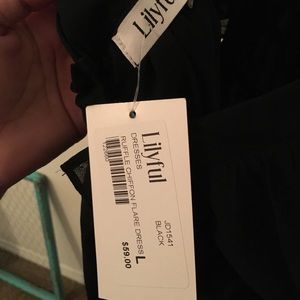 Lilyful
Lilyful
DRESSES
RUFFLE CHIFFON FLARE DRESS
L
JD1541
BLACK
$59.00